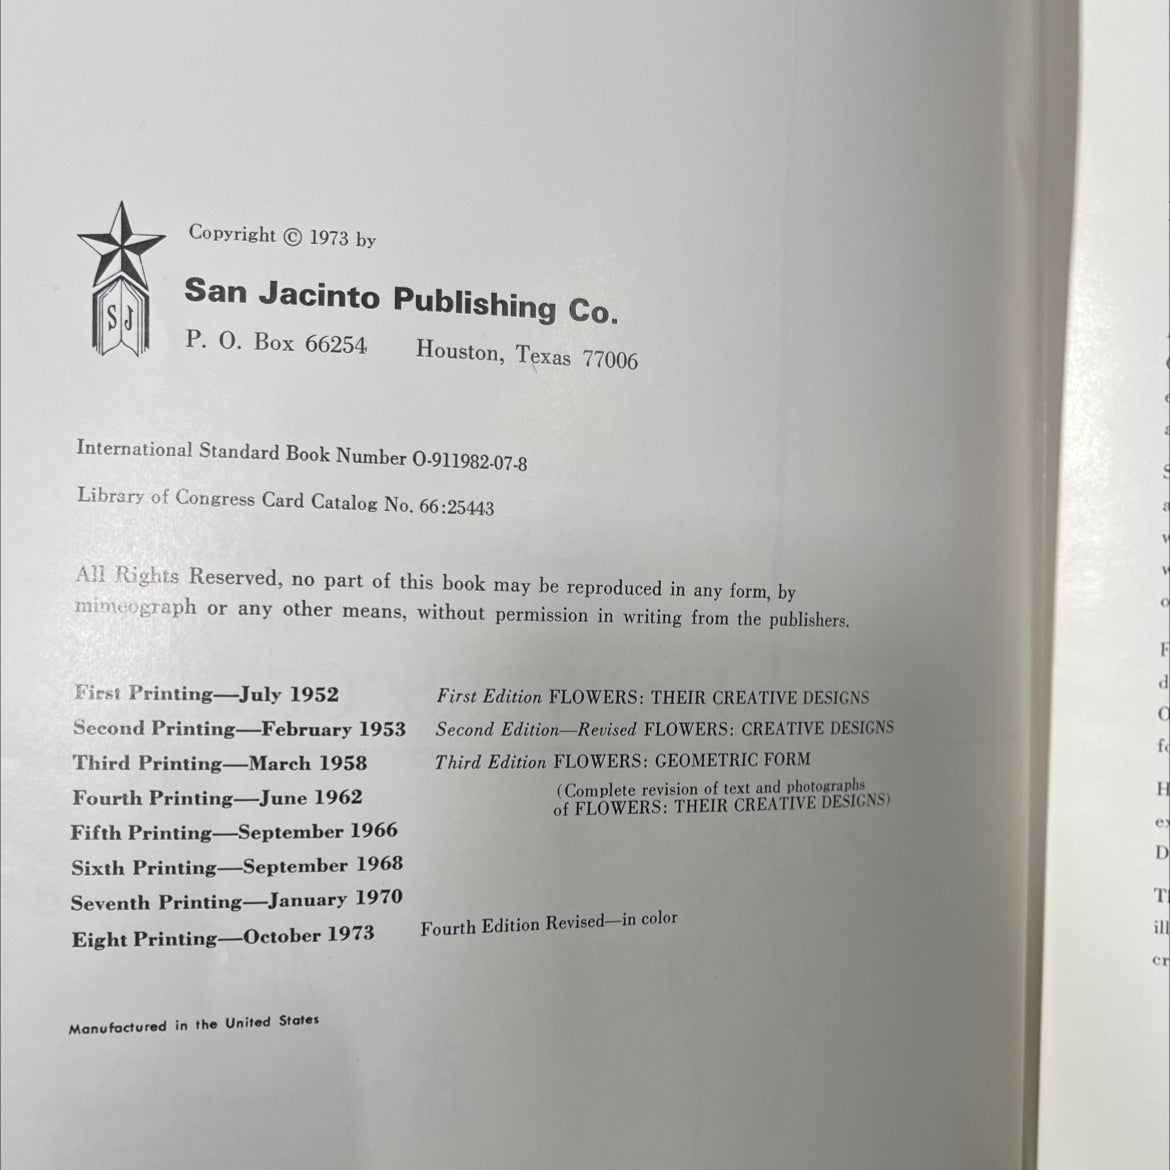 Copyright © 1973 by
San Jacinto Publishing Co.
P. O. Box 66254 Houston, Texas 77006
SJ
International Standard Book Number O-911982-07-8
Library of Congress Card Catalog No. 66:25443
All Rights Reserved, no part of this book may be reproduced in any form, by
mimeograph or any other means, without permission in writing from the publishers.
First Printing—July 1952 First Edition FLOWERS: THEIR CREATIVE DESIGNS
Second Printing—February 1953 Second Edition—Revised FLOWERS: CREATIVE DESIGNS
Third Printing—March 1958 Third Edition FLOWERS: GEOMETRIC FORM
Fourth Printing—June 1962 (Complete revision of text and photographs
of FLOWERS: THEIR CREATIVE DESIGNS)
Fifth Printing—September 1966
Sixth Printing—September 1968
Seventh Printing—January 1970
Eight Printing—October 1973 Fourth Edition Revised—in color
Manufactured in the United States